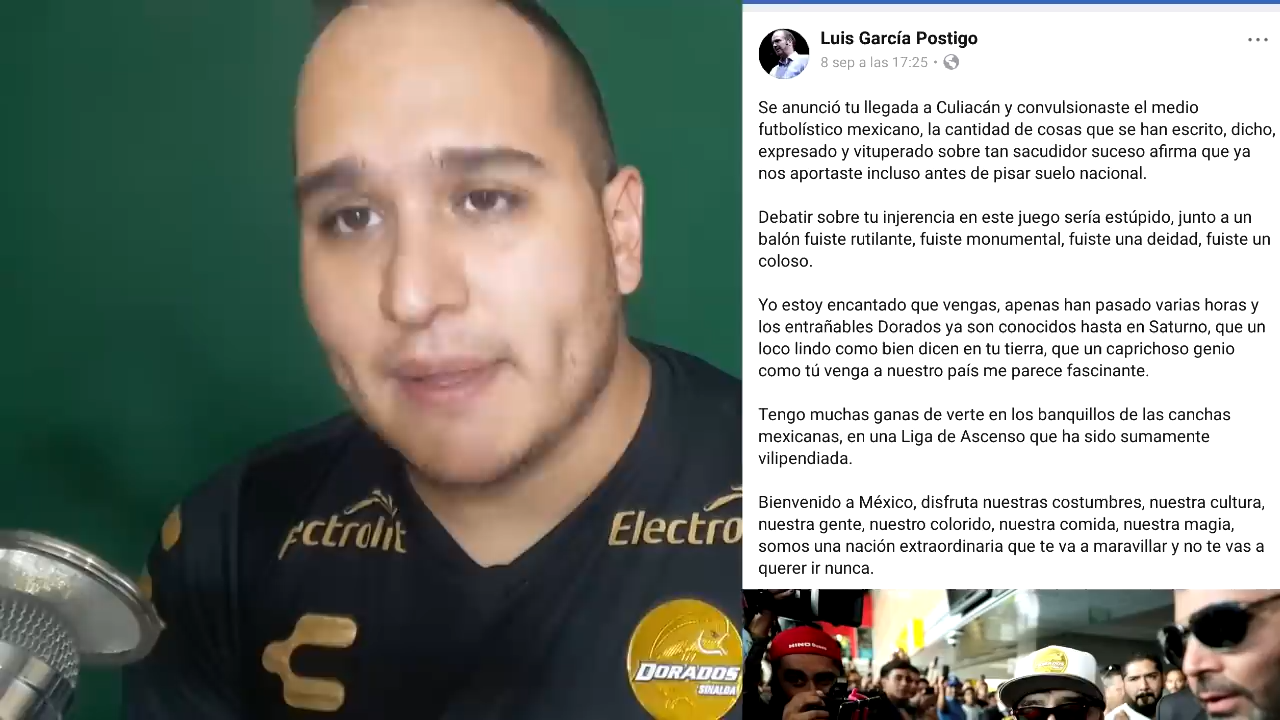 Luis García Postigo
8 sep a las 17:25
Se anunció tu llegada a Culiacán y convulsionaste el medio
futbolístico mexicano, la cantidad de cosas que se han escrito, dicho,
expresado y vituperado sobre tan sacudidor suceso afirma que ya
nos aportaste incluso antes de pisar suelo nacional.
Debatir sobre tu injerencia en este juego sería estúpido, junto a un
balón fuiste rutilante, fuiste monumental, fuiste una deidad, fuiste un
coloso.
Yo estoy encantado que vengas, apenas han pasado varias horas y
los entrañables Dorados ya son conocidos hasta en Saturno, que un
loco lindo como bien dicen en tu tierra, que un caprichoso genio
como tú venga a nuestro país me parece fascinante.
Tengo muchas ganas de verte en los banquillos de las canchas
mexicanas, en una Liga de Ascenso que ha sido sumamente
vilipendiada.
Bienvenido a México, disfruta nuestras costumbres, nuestra cultura,
nuestra gente, nuestro colorido, nuestra comida, nuestra magia,
somos una nación extraordinaria que te va a maravillar y no te vas a
querer ir nunca.
ectrolit
Electro
DORADOS
SINALOA